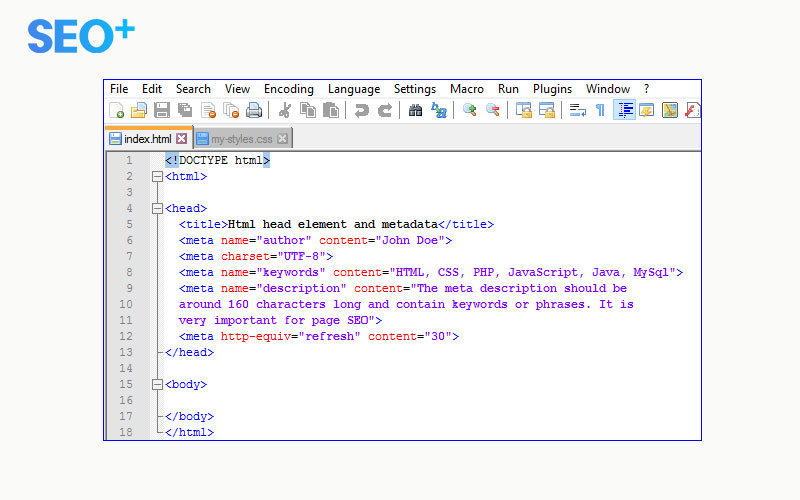 SEO+
File Edit Search View Encoding Language Settings Macro Run Plugins Window ?
index.html my-styles.css
1 <!DOCTYPE html>
2 <html>
3
4 <head>
5 <title>Html head element and metadata</title>
6 <meta name="author" content="John Doe">
7 <meta charset="UTF-8">
8 <meta name="keywords" content="HTML, CSS, PHP, JavaScript, Java, MySql">
9 <meta name="description" content="The meta description should be
10 around 160 characters long and contain keywords or phrases. It is
11 very important for page SEO">
12 <meta http-equiv="refresh" content="30">
13 </head>
14
15 <body>
16
17 </body>
18 </html>